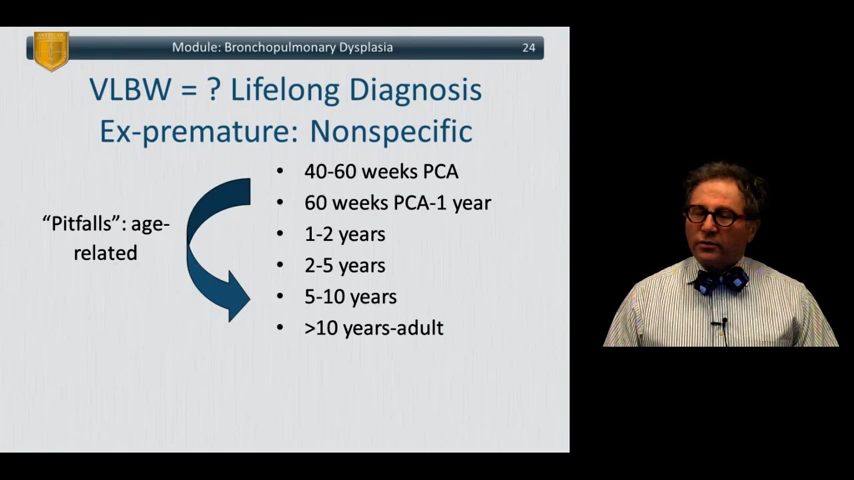 Module: Bronchopulmonary Dysplasia 24
VLBW = ? Lifelong Diagnosis
Ex-premature: Nonspecific
"Pitfalls": age-
related
• 40-60 weeks PCA
• 60 weeks PCA-1 year
• 1-2 years
• 2-5 years
• 5-10 years
• >10 years-adult